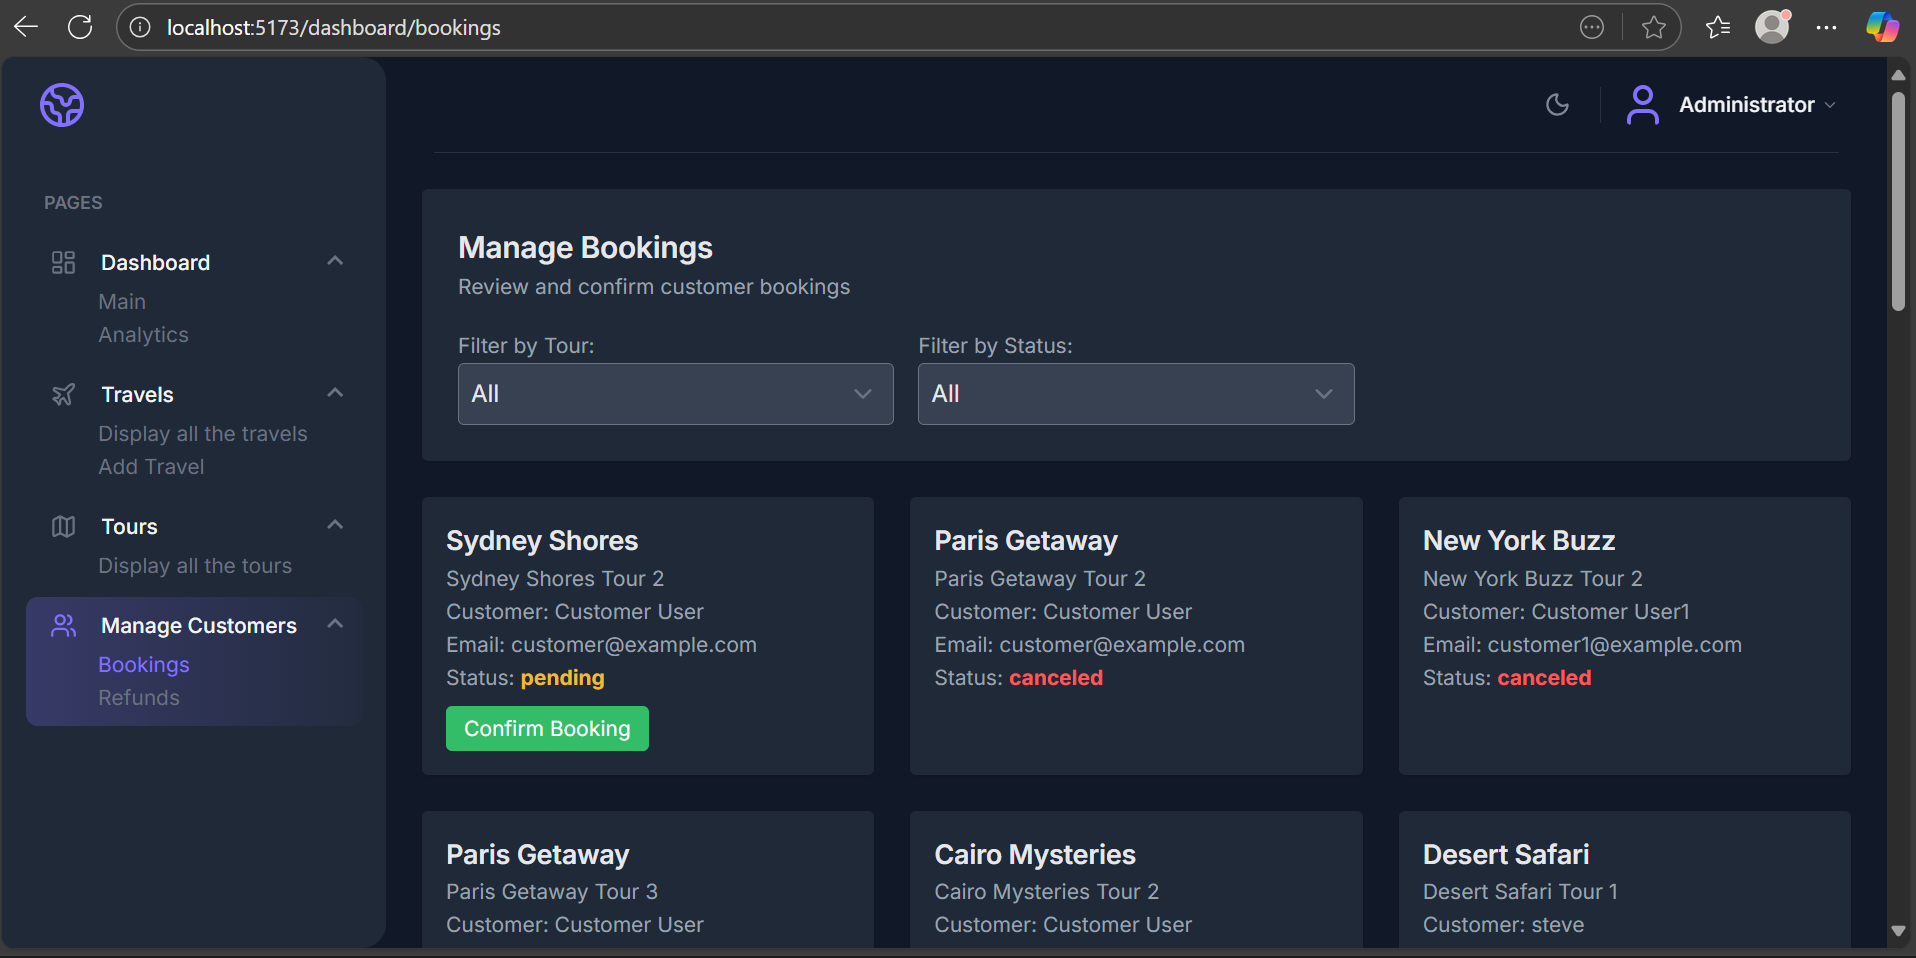 localhost:5173/dashboard/bookings
Administrator
PAGES
Dashboard
Main
Analytics
Travels
Display all the travels
Add Travel
Tours
Display all the tours
Manage Customers
Bookings
Refunds
Manage Bookings
Review and confirm customer bookings
Filter by Tour:
All
Filter by Status:
All
Sydney Shores
Sydney Shores Tour 2
Customer: Customer User
Email: customer@example.com
Status: pending
Confirm Booking
Paris Getaway
Paris Getaway Tour 2
Customer: Customer User
Email: customer@example.com
Status: canceled
New York Buzz
New York Buzz Tour 2
Customer: Customer User1
Email: customer1@example.com
Status: canceled
Paris Getaway
Paris Getaway Tour 3
Customer: Customer User
Cairo Mysteries
Cairo Mysteries Tour 2
Customer: Customer User
Desert Safari
Desert Safari Tour 1
Customer: steve